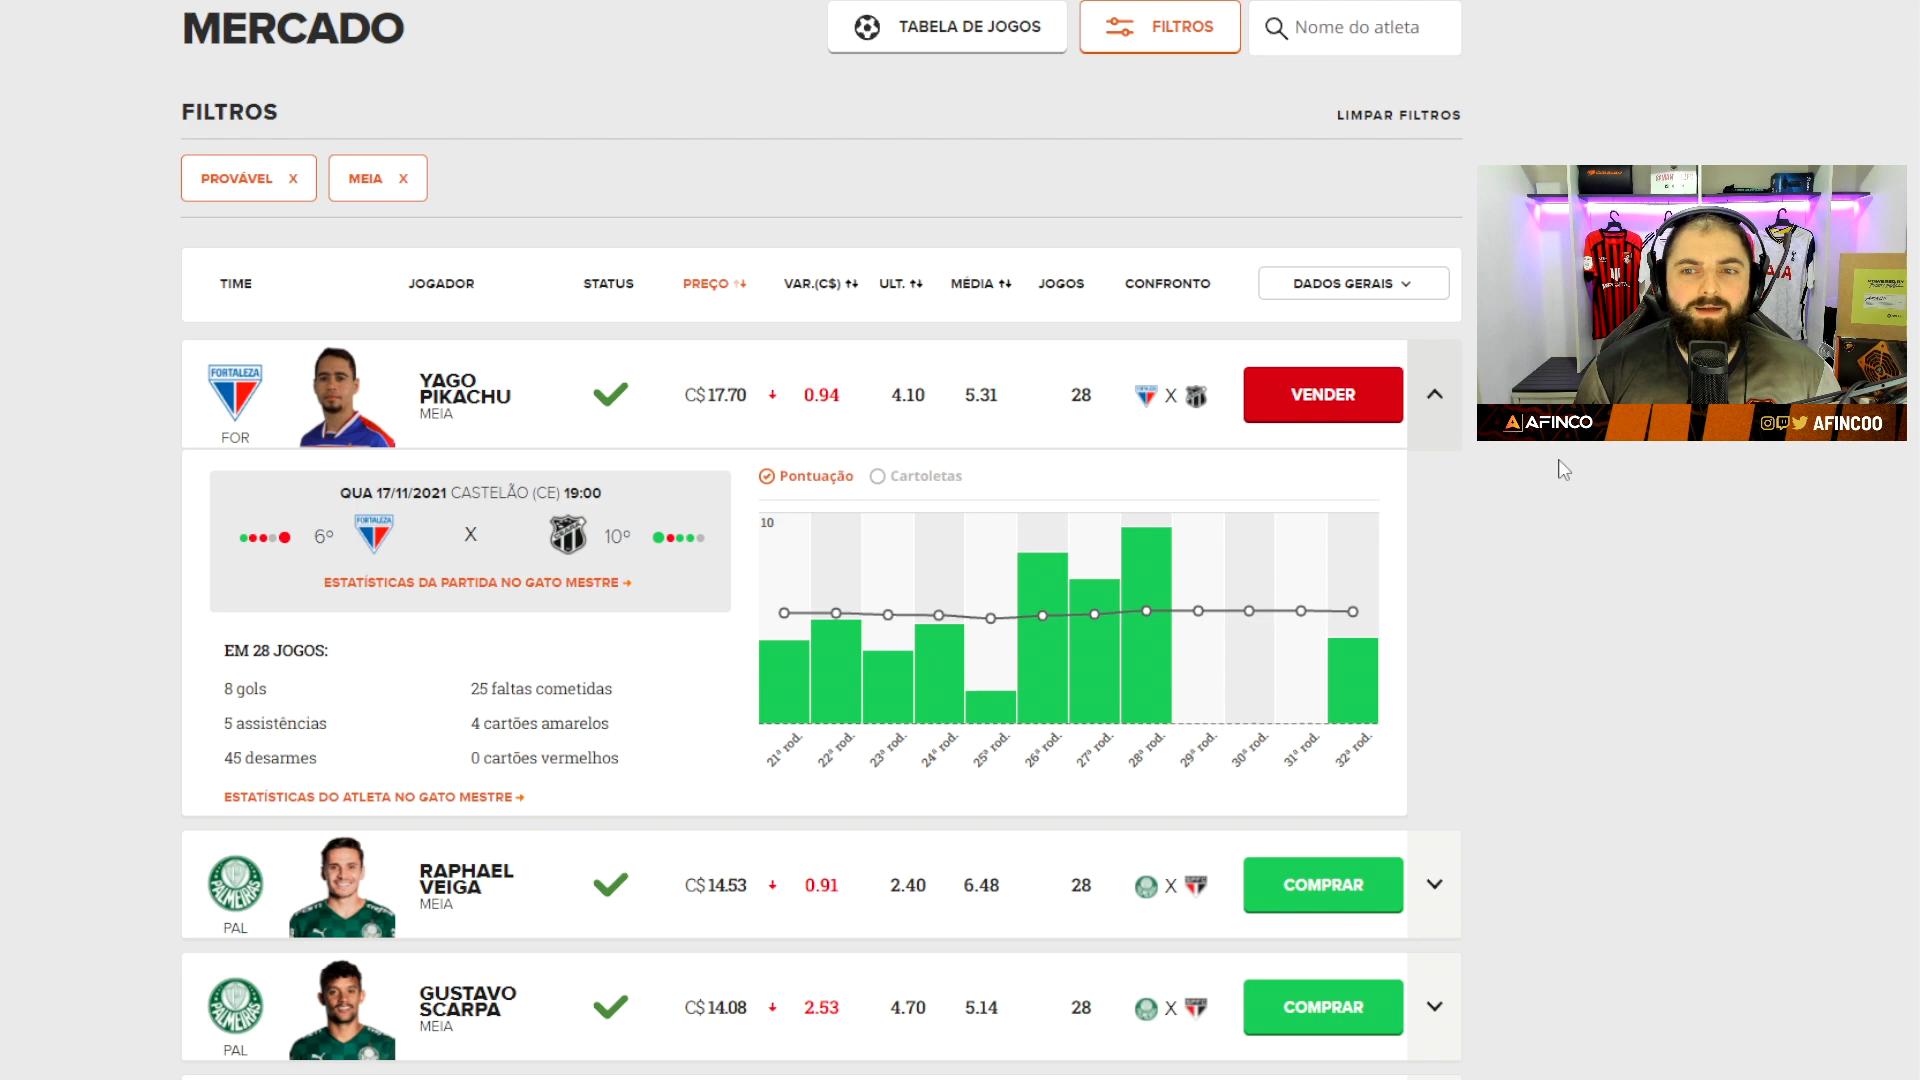 MERCADO
TABELA DE JOGOS
FILTROS
Nome do atleta
FILTROS
LIMPAR FILTROS
PROVÁVEL X
MEIA X
TIME JOGADOR STATUS PREÇO VAR.(C$) ULT. MÉDIA JOGOS CONFRONTO DADOS GERAIS
FORTALEZA
FOR
YAGO
PIKACHU
MEIA
C$ 17.70 0.94 4.10 5.31 28 X VENDER
AFINCO AFINCOO
QUA 17/11/2021 CASTELÃO (CE) 19:00
6º FORTALEZA X 10º
ESTATÍSTICAS DA PARTIDA NO GATO MESTRE
EM 28 JOGOS:
8 gols 25 faltas cometidas
5 assistências 4 cartões amarelos
45 desarmes 0 cartões vermelhos
ESTATÍSTICAS DO ATLETA NO GATO MESTRE
Pontuação Cartoletas
10
21ª rod. 22ª rod. 23ª rod. 24ª rod. 25ª rod. 26ª rod. 27ª rod. 28ª rod. 29ª rod. 30ª rod. 31ª rod. 32ª rod.
PALMEIRAS
PAL
RAPHAEL
VEIGA
MEIA
C$ 14.53 0.91 2.40 6.48 28 X COMPRAR
PALMEIRAS
PAL
GUSTAVO
SCARPA
MEIA
C$ 14.08 2.53 4.70 5.14 28 X COMPRAR